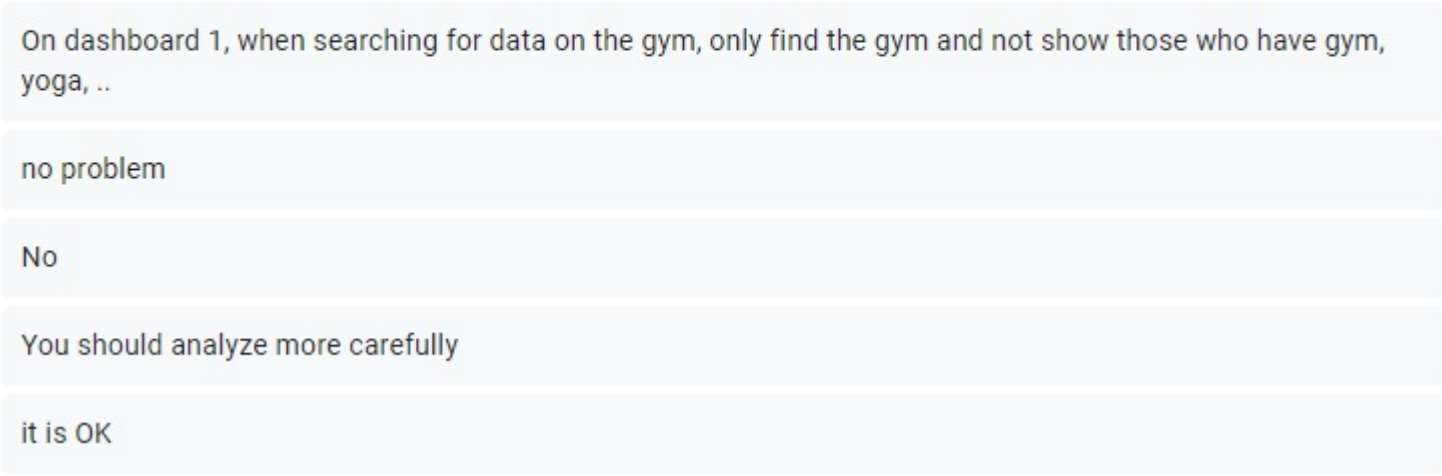 On dashboard 1, when searching for data on the gym, only find the gym and not show those who have gym,
yoga, ..
no problem
No
You should analyze more carefully
it is OK